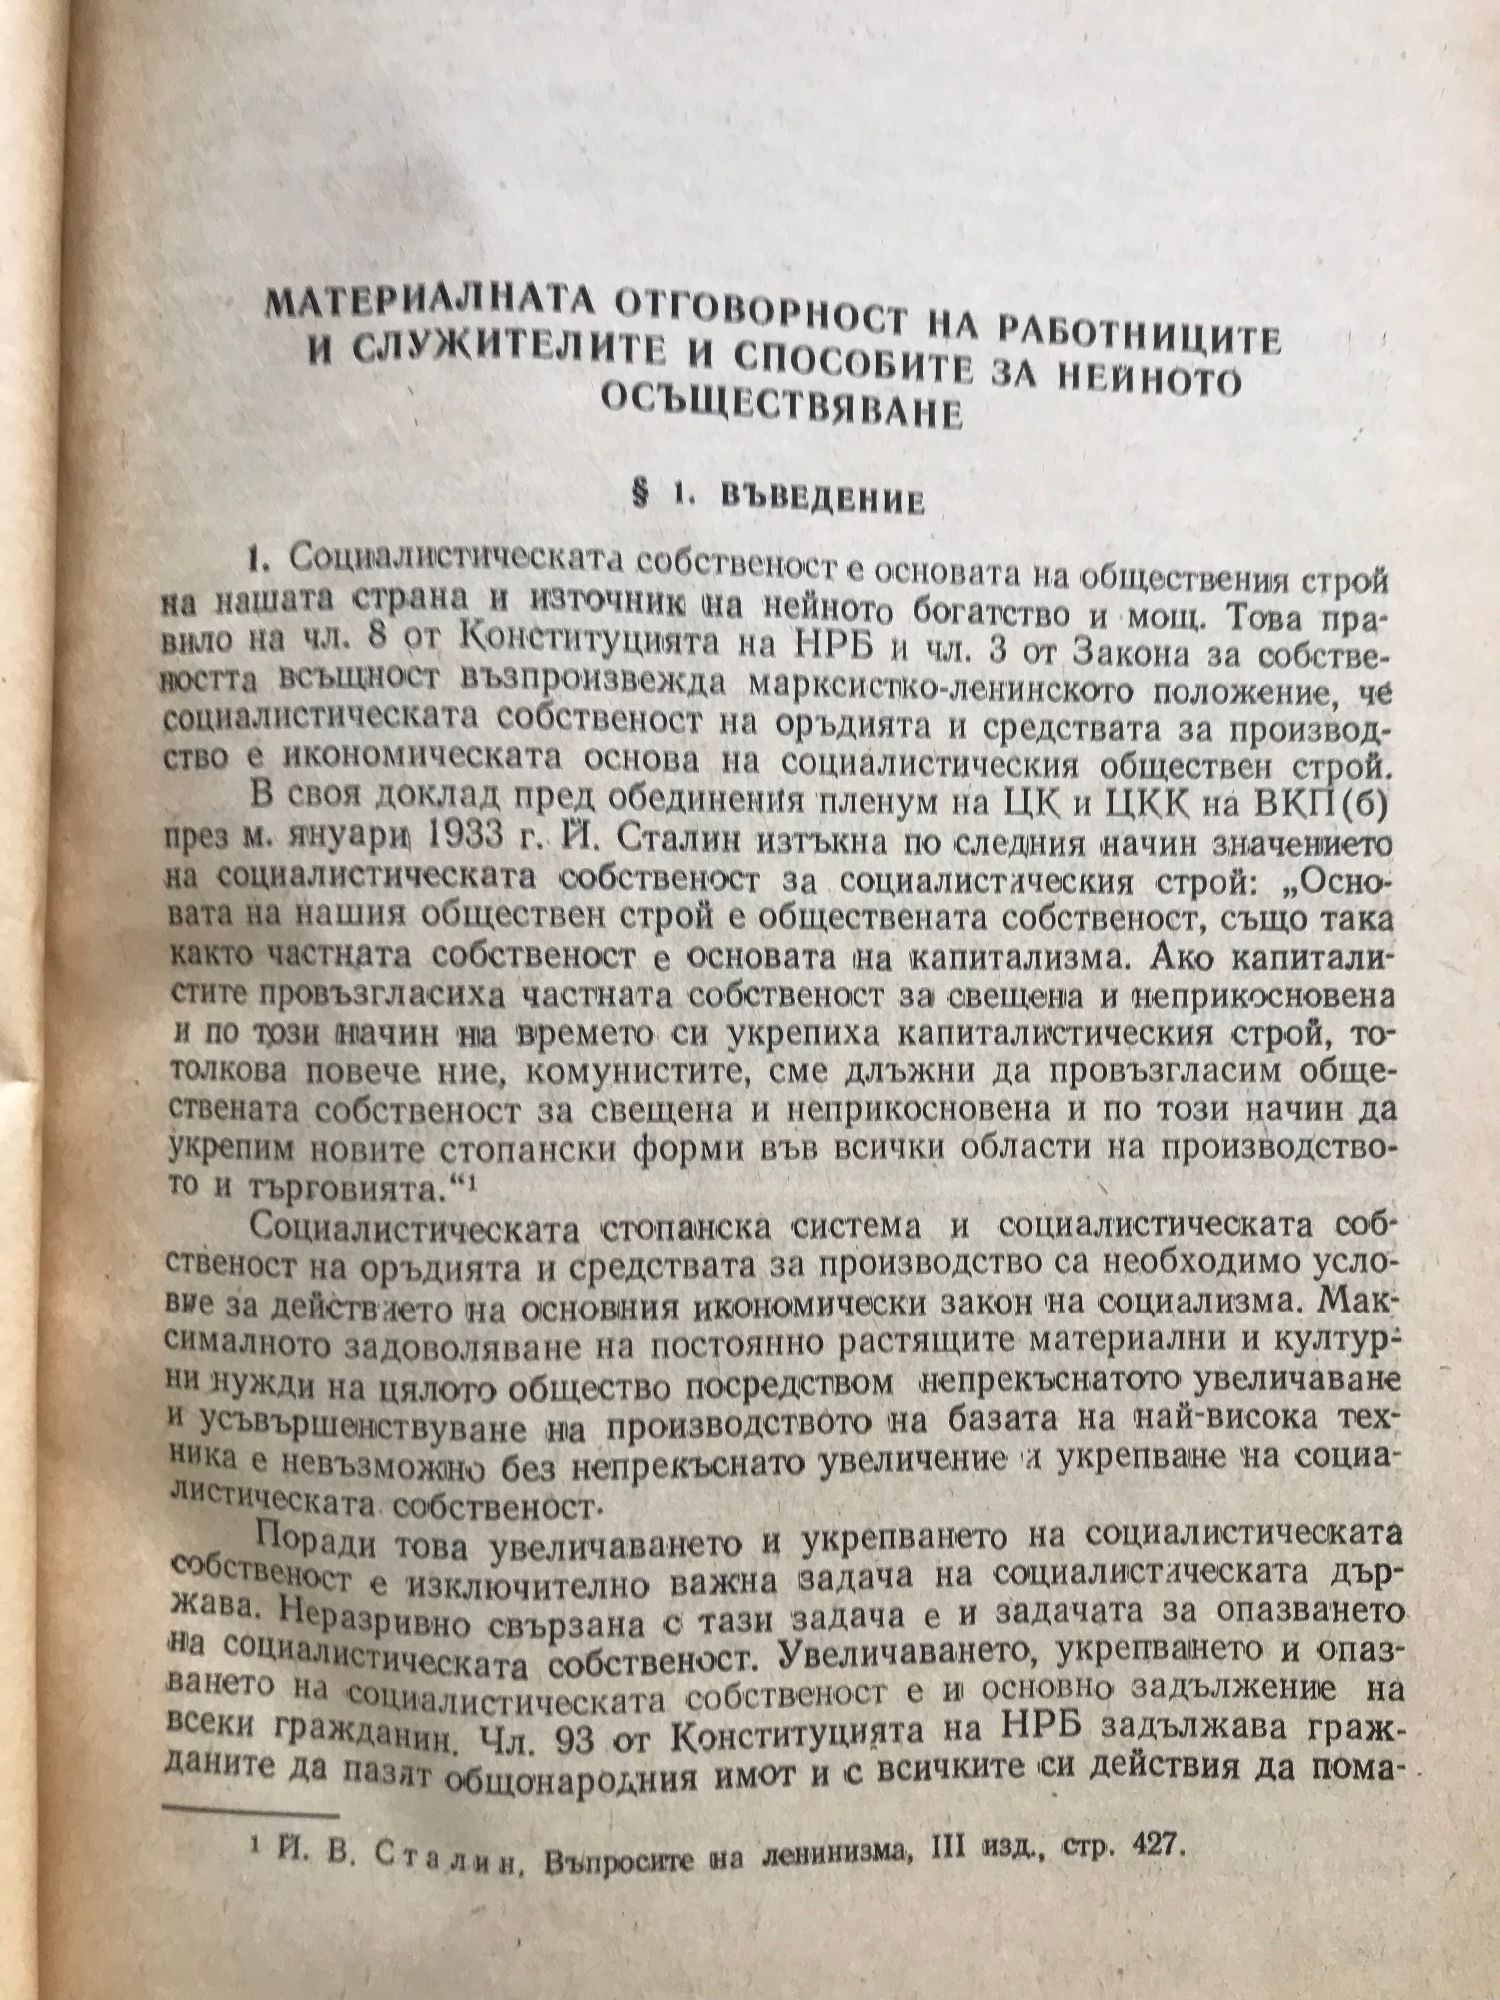 МАТЕРИАЛНАТА ОТГОВОРНОСТ НА РАБОТНИЦИТЕ
И СЛУЖИТЕЛИТЕ И СПОСОБИТЕ ЗА НЕЙНОТО
ОСЪЩЕСТВЯВАНЕ
§ 1. ВЪВЕДЕНИЕ
1. Социалистическата собственост е основата на обществения строй
на нашата страна и източник на нейното богатство и мощ. Това пра-
вило на чл. 8 от Конституцията на НРБ и чл. 3 от Закона за собстве-
ността всъщност възпроизвежда марксистко-ленинското положение, че
социалистическата собственост на оръдията и средствата за производ-
ство е икономическата основа на социалистическия обществен строй.
В своя доклад пред обединения пленум на ЦК и ЦКК на ВКП(б)
през м. януари 1933 г. Й. Сталин изтъкна по следния начин значението
на социалистическата собственост за социалистическия строй: „Осно-
вата на нашия обществен строй е обществената собственост, също така
както частната собственост е основата на капитализма. Ако капитали-
стите провъзгласиха частната собственост за свещена и неприкосновена
и по този начин на времето си укрепиха капиталистическия строй, то-
толкова повече ние, комунистите, сме длъжни да провъзгласим обще-
ствената собственост за свещена и неприкосновена и по този начин да
укрепим новите стопански форми във всички области на производство-
то и търговията.“¹
Социалистическата стопанска система и социалистическата соб-
ственост на оръдията и средствата за производство са необходимо усло-
вие за действието на основния икономически закон на социализма. Мак-
сималното задоволяване на постоянно растящите материални и култур-
ни нужди на цялото общество посредством непрекъснатото увеличаване
и усъвършенствуване на производството на базата на най-висока тех-
ника е невъзможно без непрекъснато увеличение и укрепване на социа-
листическата собственост.
Поради това увеличаването и укрепването на социалистическата
собственост е изключително важна задача на социалистическата дър-
жава. Неразривно свързана с тази задача е и задачата за опазването
на социалистическата собственост. Увеличаването, укрепването и опаз-
ването на социалистическата собственост е и основно задължение на
всеки гражданин. Чл. 93 от Конституцията на НРБ задължава граж-
даните да пазят общонародния имот и с всичките си действия да пома-
¹ Й. В. Сталин, Въпросите на ленинизма, III изд., стр. 427.